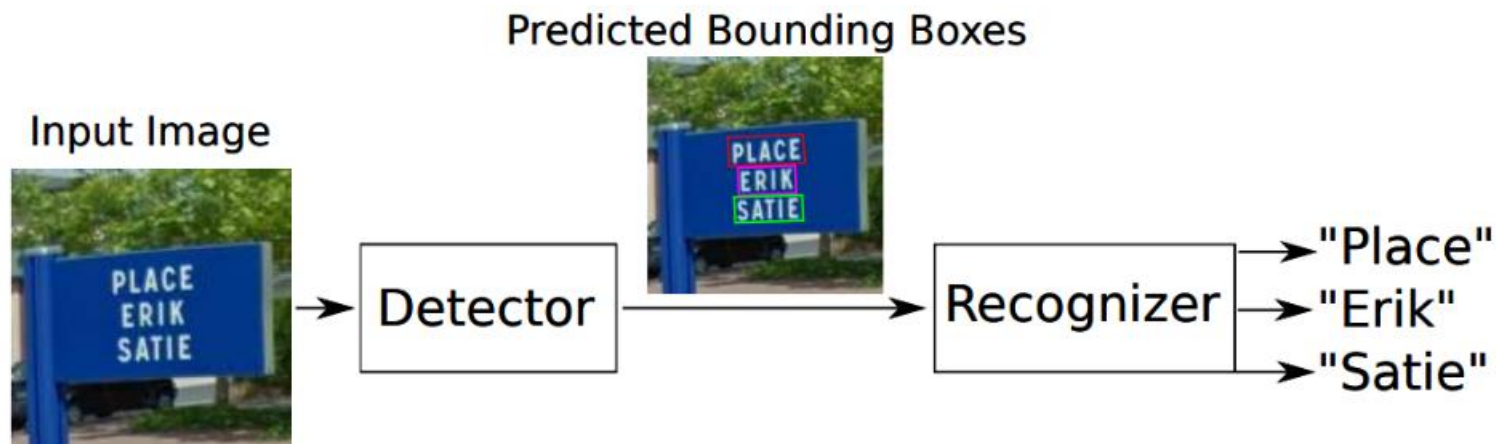 Predicted Bounding Boxes
Input Image
PLACE
ERIK
SATIE
Detector
PLACE
ERIK
SATIE
Recognizer
"Place"
"Erik"
"Satie"